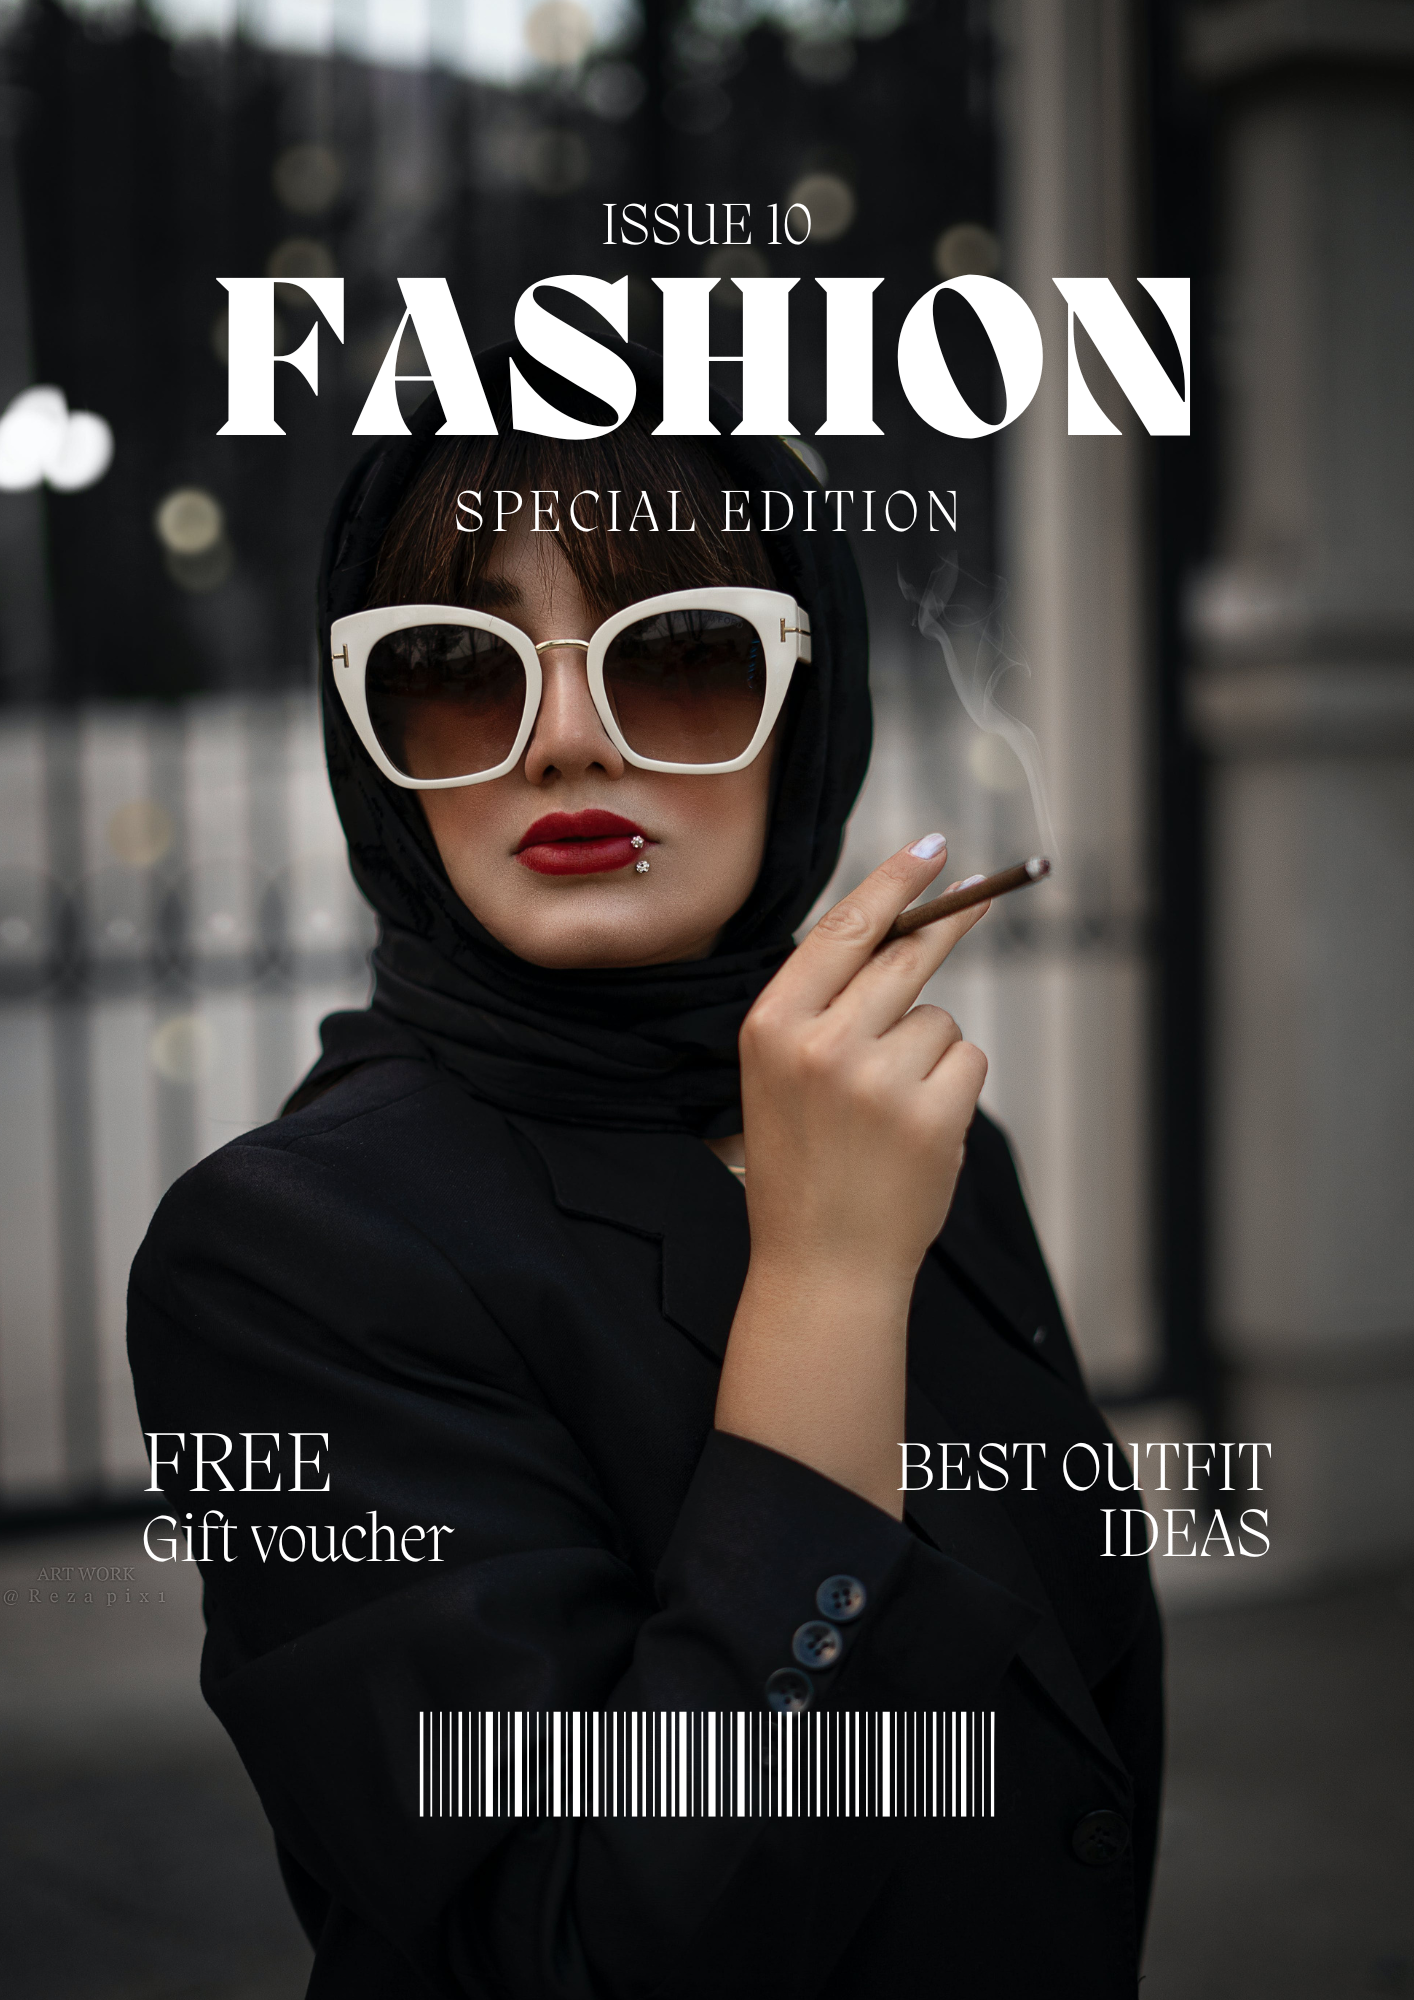 ISSUE 10
FASHION
SPECIAL EDITION
FREE
Gift voucher
BEST OUTFIT
IDEAS
ART WORK
@Rezapix1